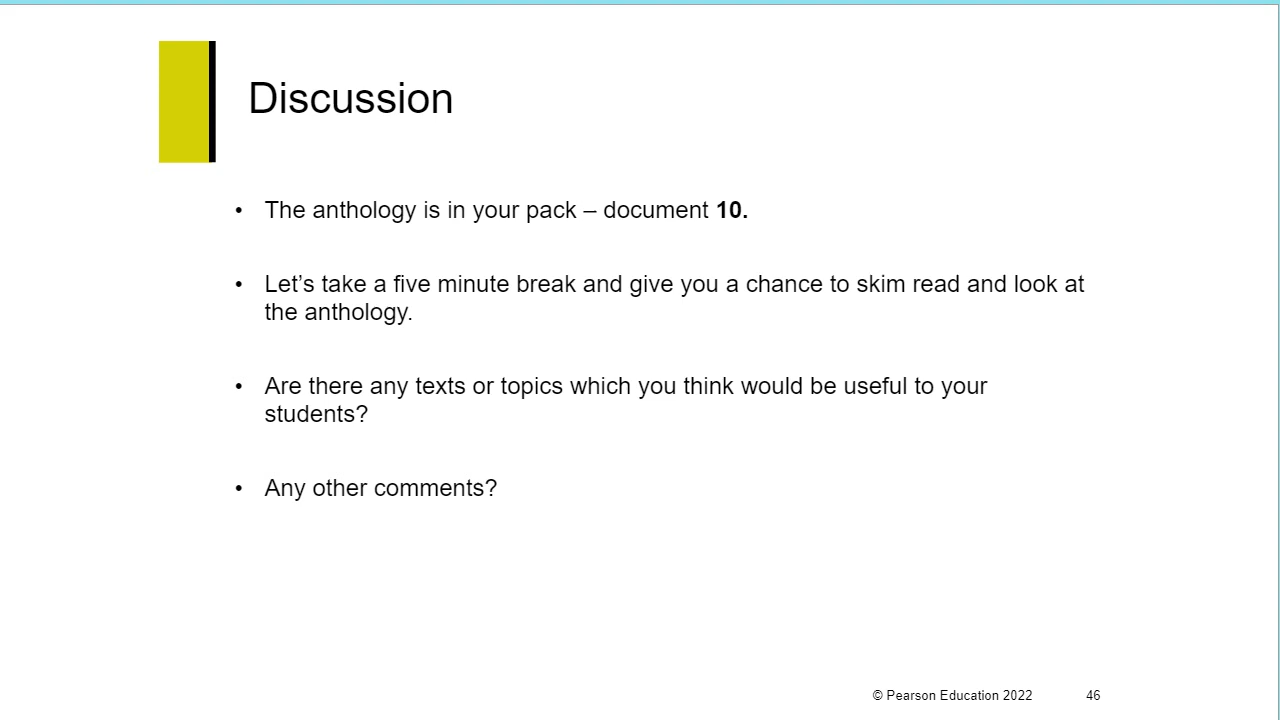 Discussion
• The anthology is in your pack – document 10.
• Let’s take a five minute break and give you a chance to skim read and look at
the anthology.
• Are there any texts or topics which you think would be useful to your
students?
• Any other comments?
© Pearson Education 2022 46